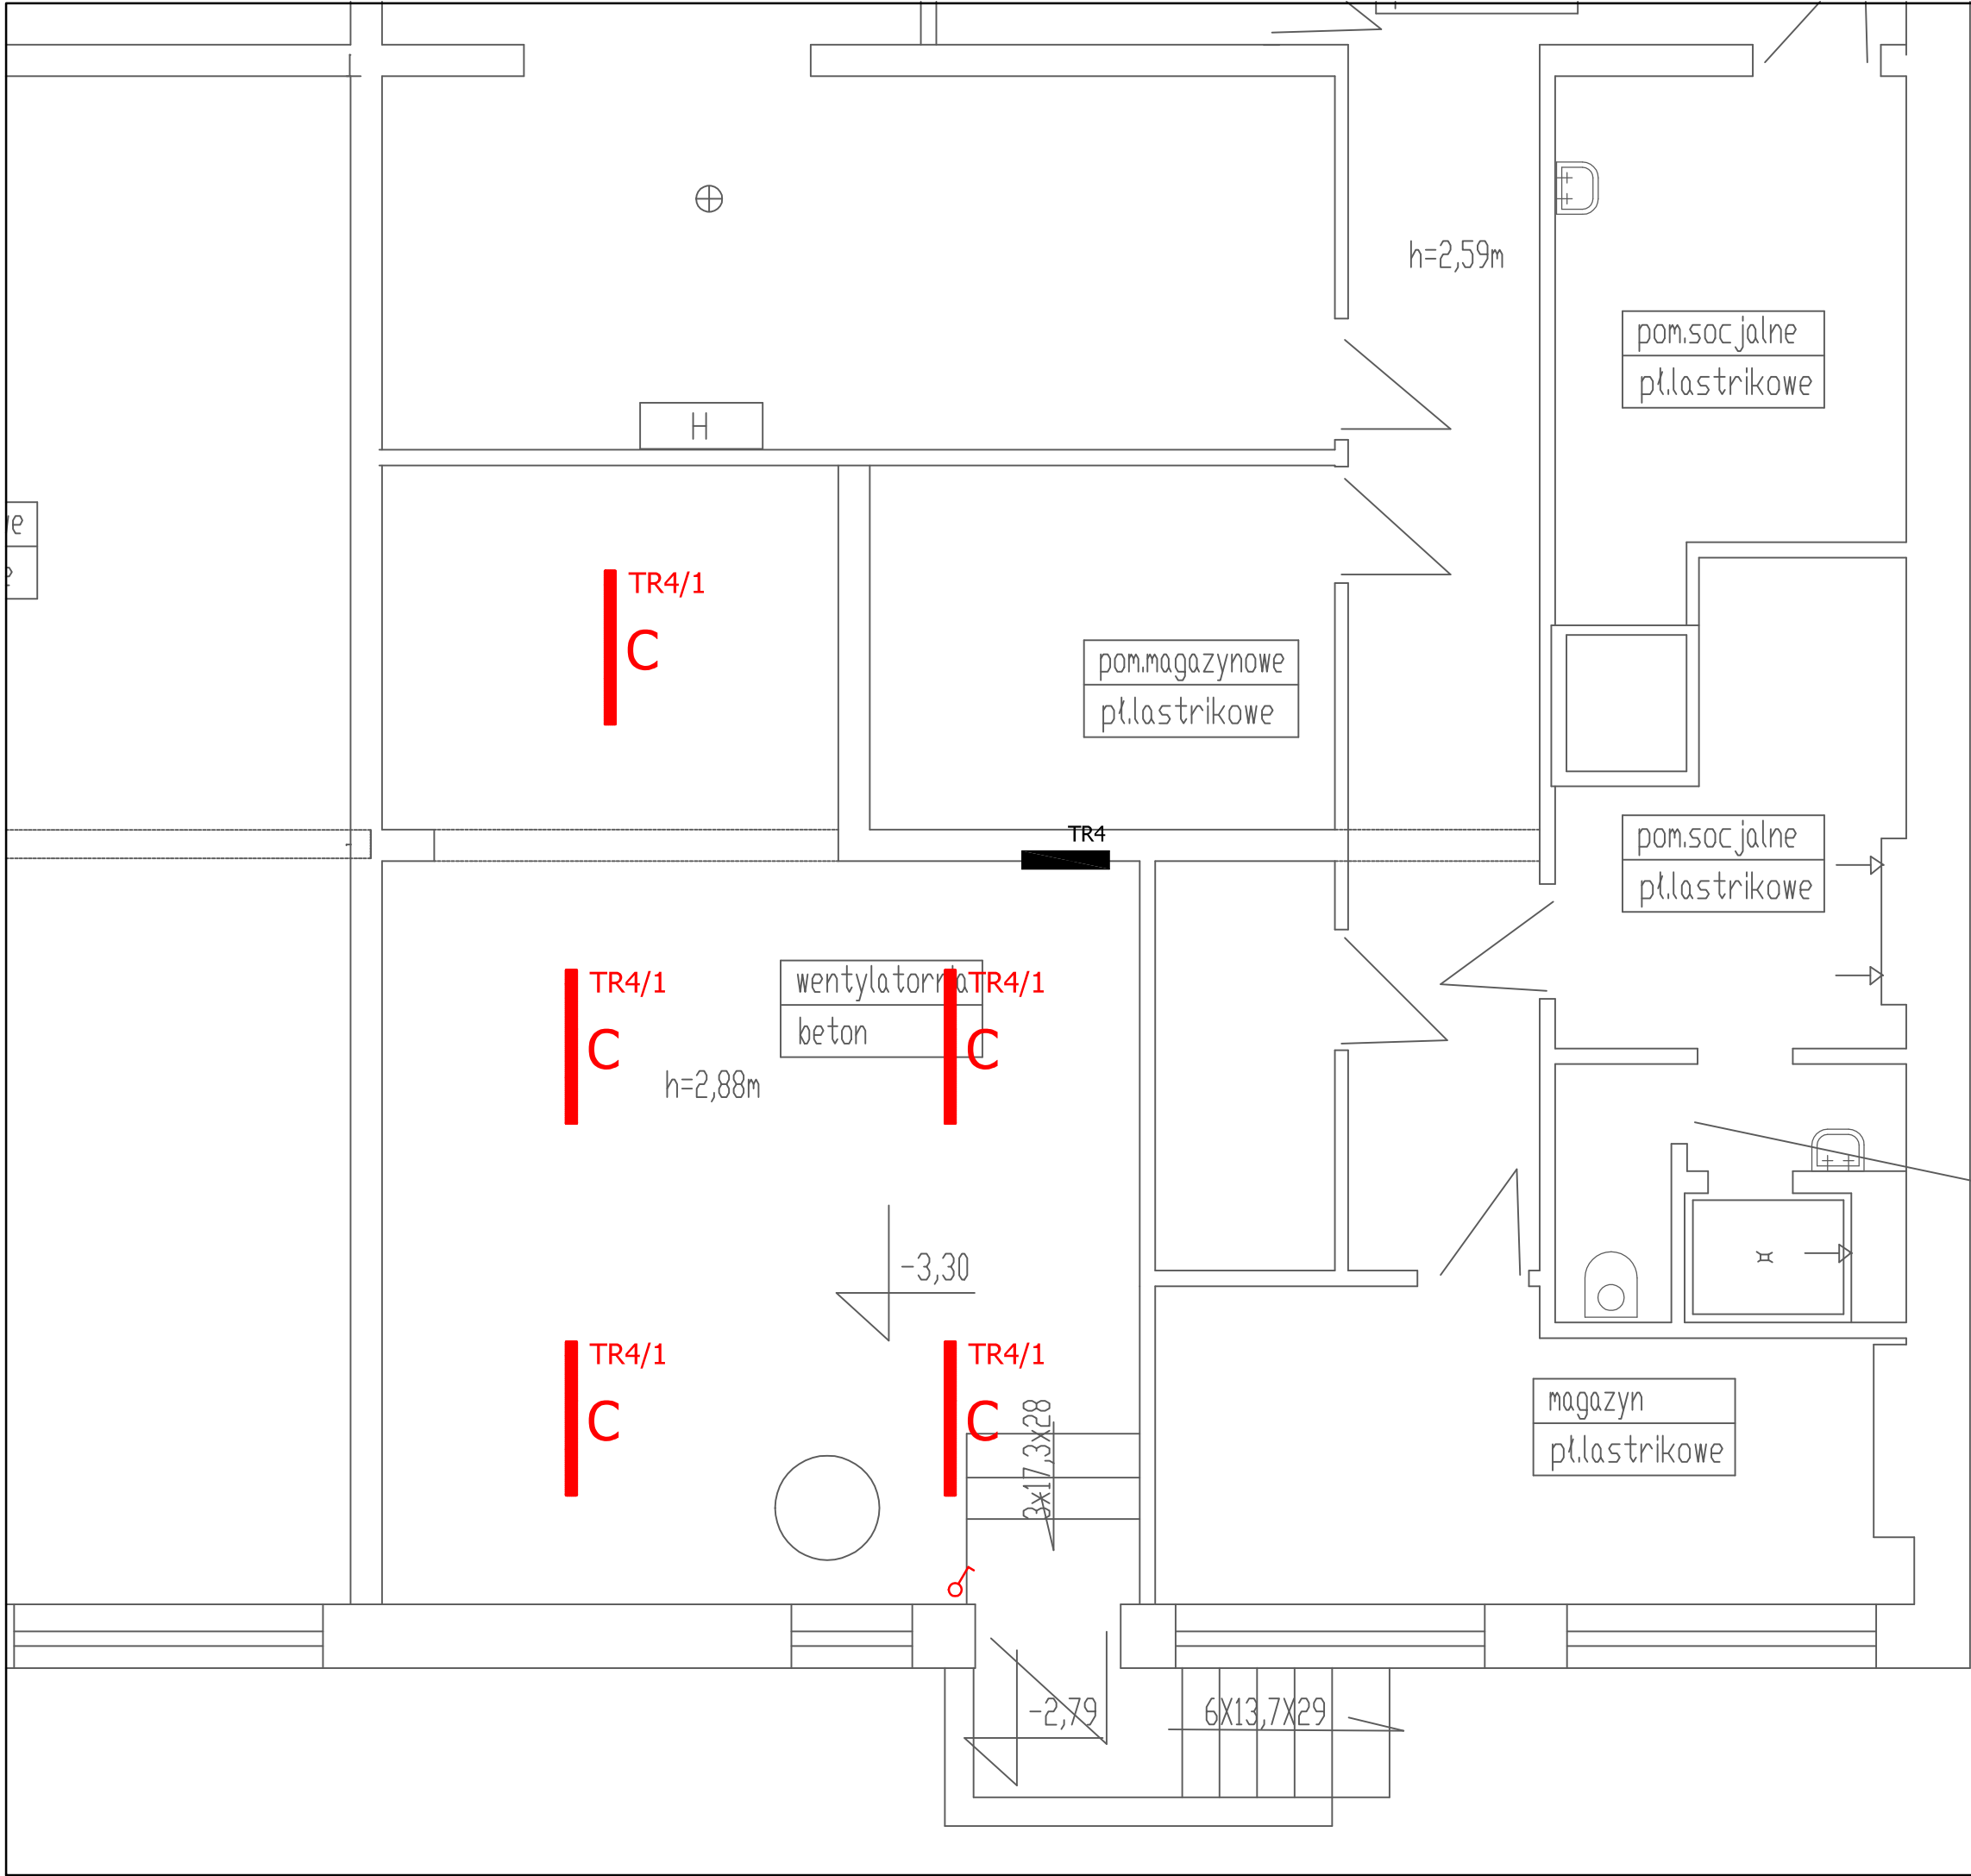 h=2,59m
pom.socjalne
pł.lastrikowe
H
TR4/1
C
pom.magazynowe
pł.lastrikowe
TR4
pom.socjalne
pł.lastrikowe
TR4/1
C
wentylatornia
beton
TR4/1
C
h=2,88m
-3,30
TR4/1
C
TR4/1
C
3x17,3x28
magazyn
pł.lastrikowe
-2,79
6X13,7X29